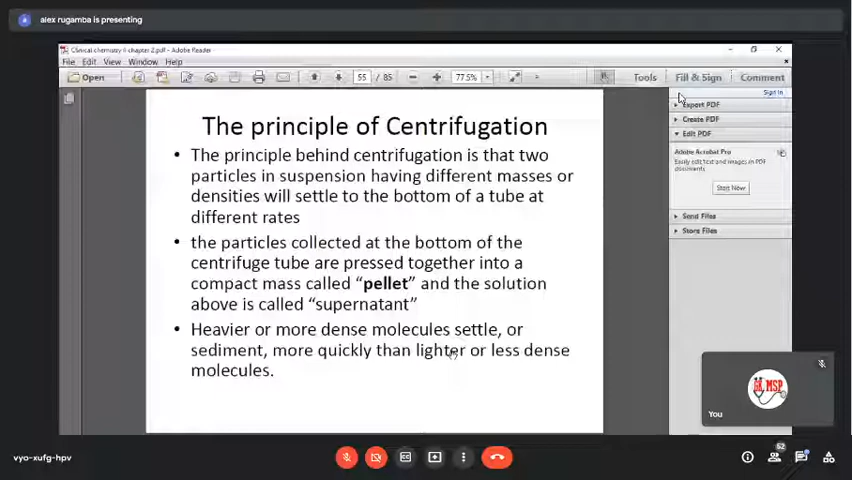 alex rugamba is presenting
Clinical chemistry II chapter 2.pdf - Adobe Reader
File Edit View Window Help
Open 55 / 85 77.5% Tools Fill & Sign Comment
Sign In
Export PDF
Create PDF
Edit PDF
Adobe Acrobat Pro
Easily edit text and images in PDF
documents
Start Now
Send Files
Store Files
The principle of Centrifugation
• The principle behind centrifugation is that two
particles in suspension having different masses or
densities will settle to the bottom of a tube at
different rates
• the particles collected at the bottom of the
centrifuge tube are pressed together into a
compact mass called “pellet” and the solution
above is called “supernatant”
• Heavier or more dense molecules settle, or
sediment, more quickly than lighter or less dense
molecules.
MSP
You
vyo-xufg-hpv
52